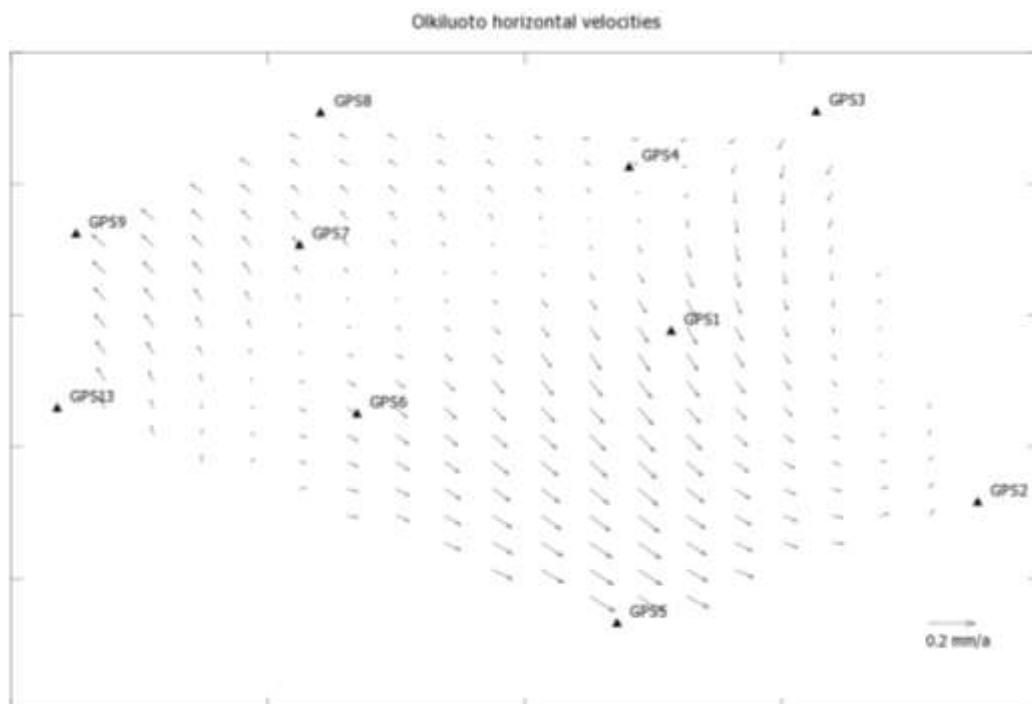 Olkiluoto horizontal velocities
GPS8
GPS3
GPS4
GPS9
GPS7
GPS1
GPS13
GPS6
GPS2
GPS5
0.2 mm/a